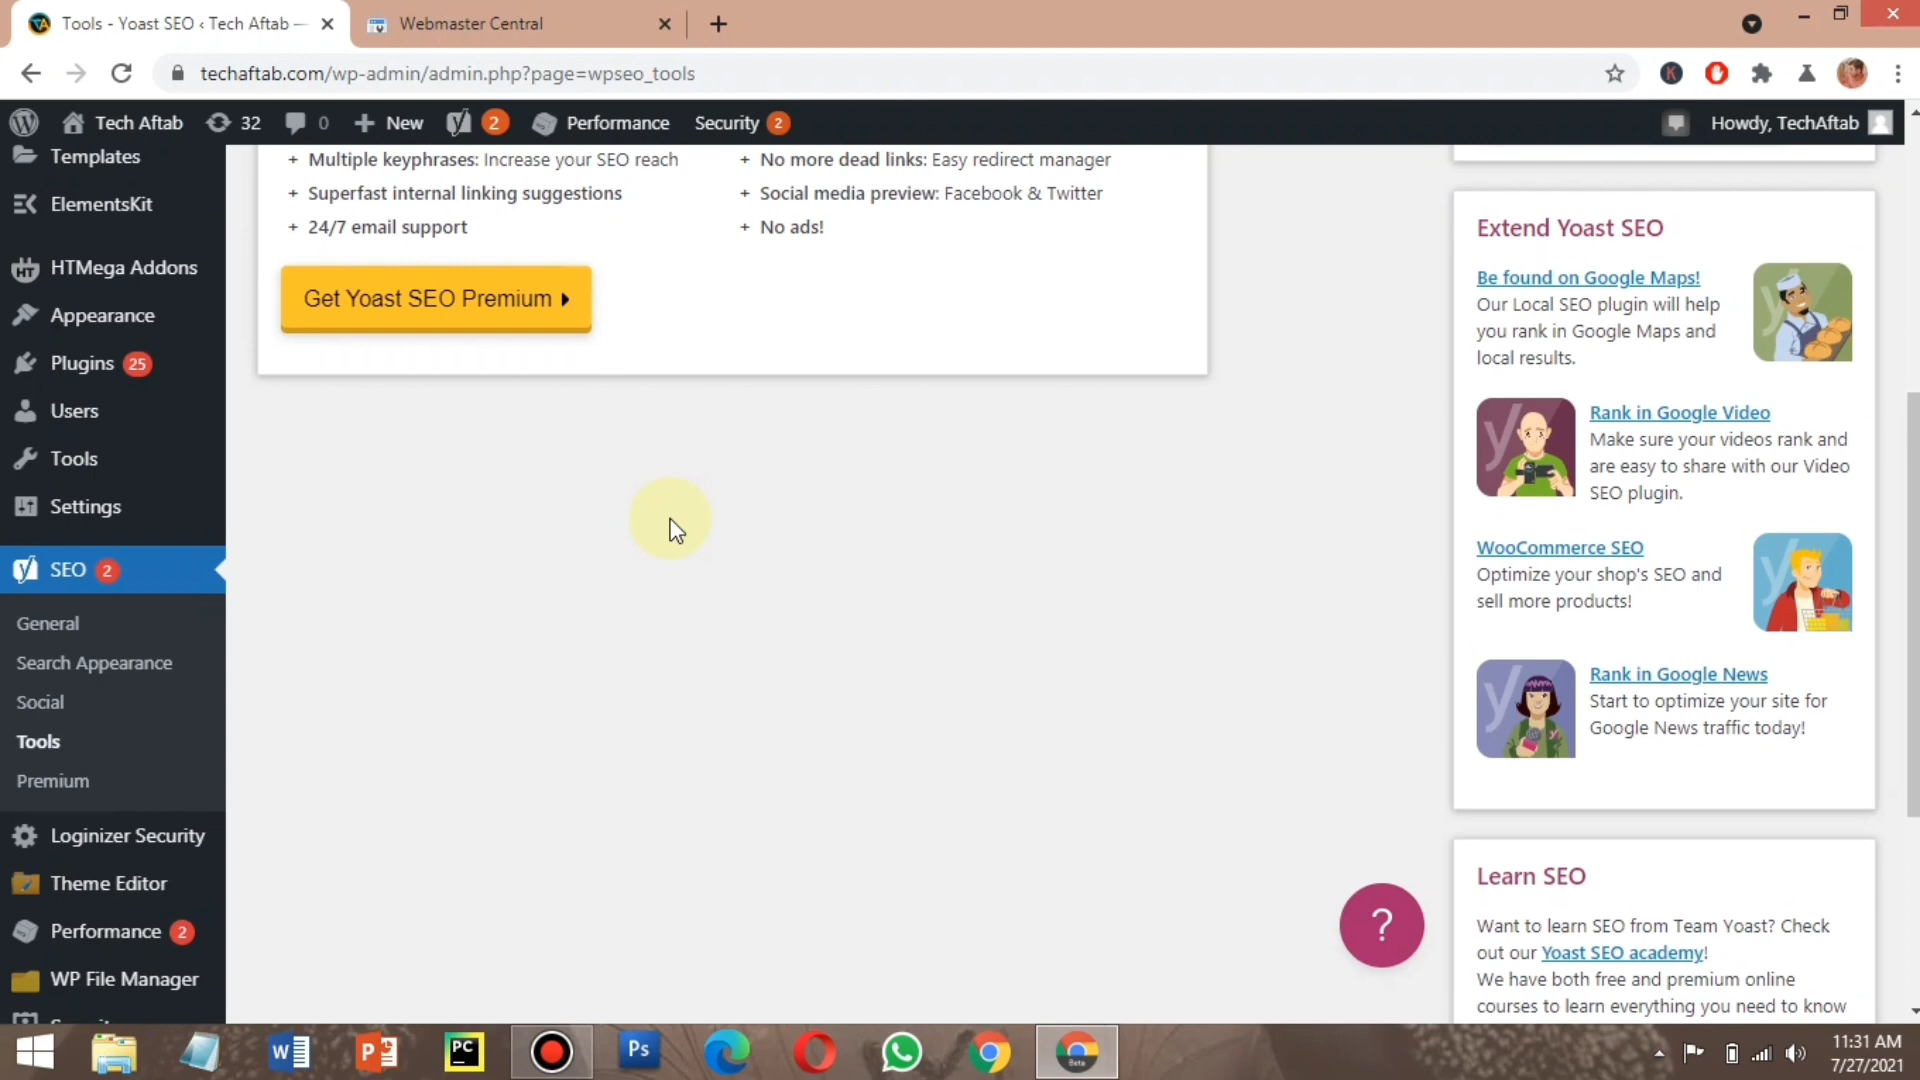 Tools - Yoast SEO ‹ Tech Aftab —
Webmaster Central
techaftab.com/wp-admin/admin.php?page=wpseo_tools
Tech Aftab 32 0 New 2 Performance Security 2 Howdy, TechAftab
Templates
ElementsKit
HTMega Addons
Appearance
Plugins 25
Users
Tools
Settings
SEO 2
General
Search Appearance
Social
Tools
Premium
Loginizer Security
Theme Editor
Performance 2
WP File Manager
+ Multiple keyphrases: Increase your SEO reach
+ Superfast internal linking suggestions
+ 24/7 email support
+ No more dead links: Easy redirect manager
+ Social media preview: Facebook & Twitter
+ No ads!
Get Yoast SEO Premium
Extend Yoast SEO
Be found on Google Maps!
Our Local SEO plugin will help
you rank in Google Maps and
local results.
Rank in Google Video
Make sure your videos rank and
are easy to share with our Video
SEO plugin.
WooCommerce SEO
Optimize your shop's SEO and
sell more products!
Rank in Google News
Start to optimize your site for
Google News traffic today!
Learn SEO
Want to learn SEO from Team Yoast? Check
out our Yoast SEO academy!
We have both free and premium online
courses to learn everything you need to know
?
PC
Ps
Beta
11:31 AM
7/27/2021